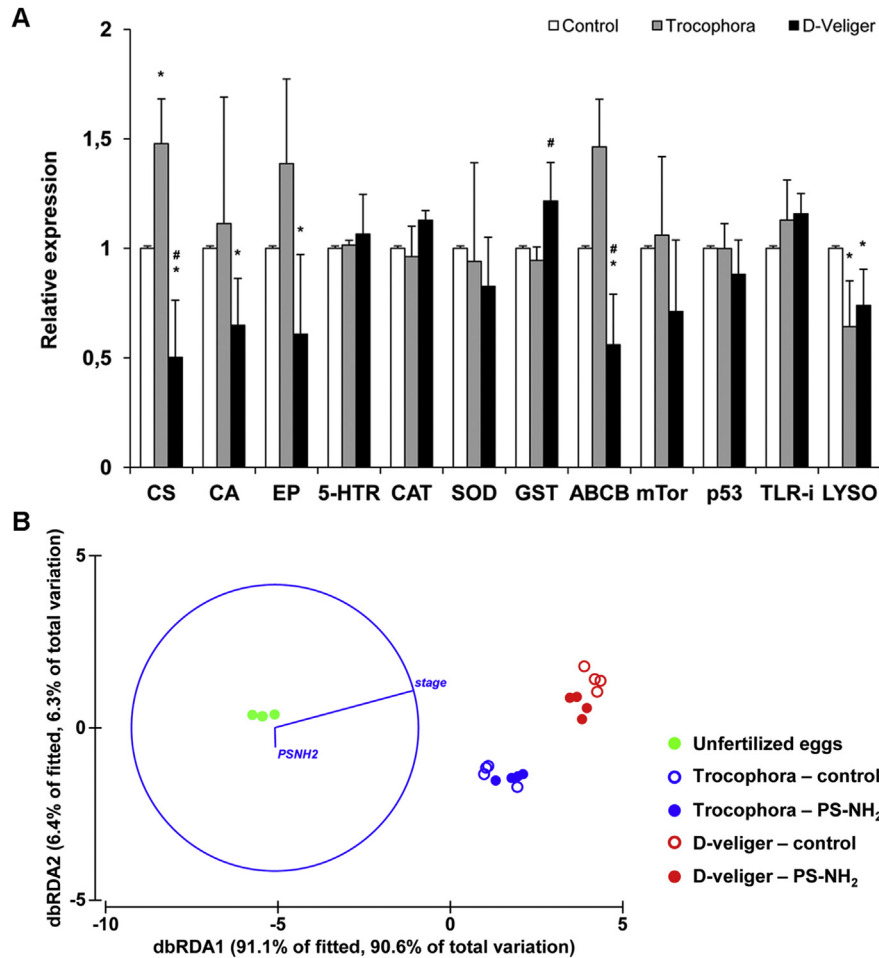 A
2
Control Trocophora D-Veliger
*
#
*
1,5
#
*
*
#
*
*
*
1
0,5
0
Relative expression
CS CA EP 5-HTR CAT SOD GST ABCB mTor p53 TLR-i LYSO
B
5
0
-5
dbRDA2 (6.4% of fitted, 6.3% of total variation)
stage
PSNH2
Unfertilized eggs
Trocophora – control
Trocophora – PS-NH₂
D-veliger – control
D-veliger – PS-NH₂
-10 -5 0 5
dbRDA1 (91.1% of fitted, 90.6% of total variation)